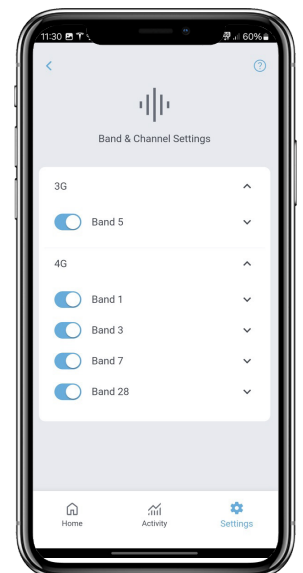 11:30
60%
Band & Channel Settings
3G
Band 5
4G
Band 1
Band 3
Band 7
Band 28
Home Activity Settings